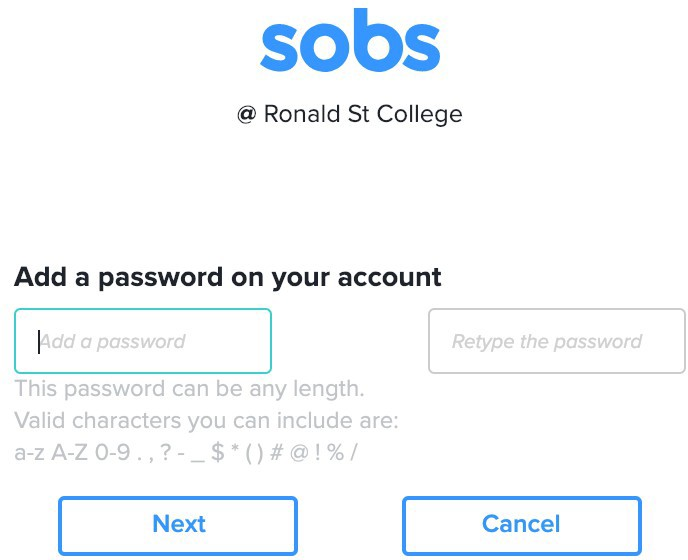 sobs
@ Ronald St College
Add a password on your account
Add a password
Retype the password
This password can be any length.
Valid characters you can include are:
a-z A-Z 0-9 . , ? - _ $ * ( ) # @ ! % /
Next
Cancel